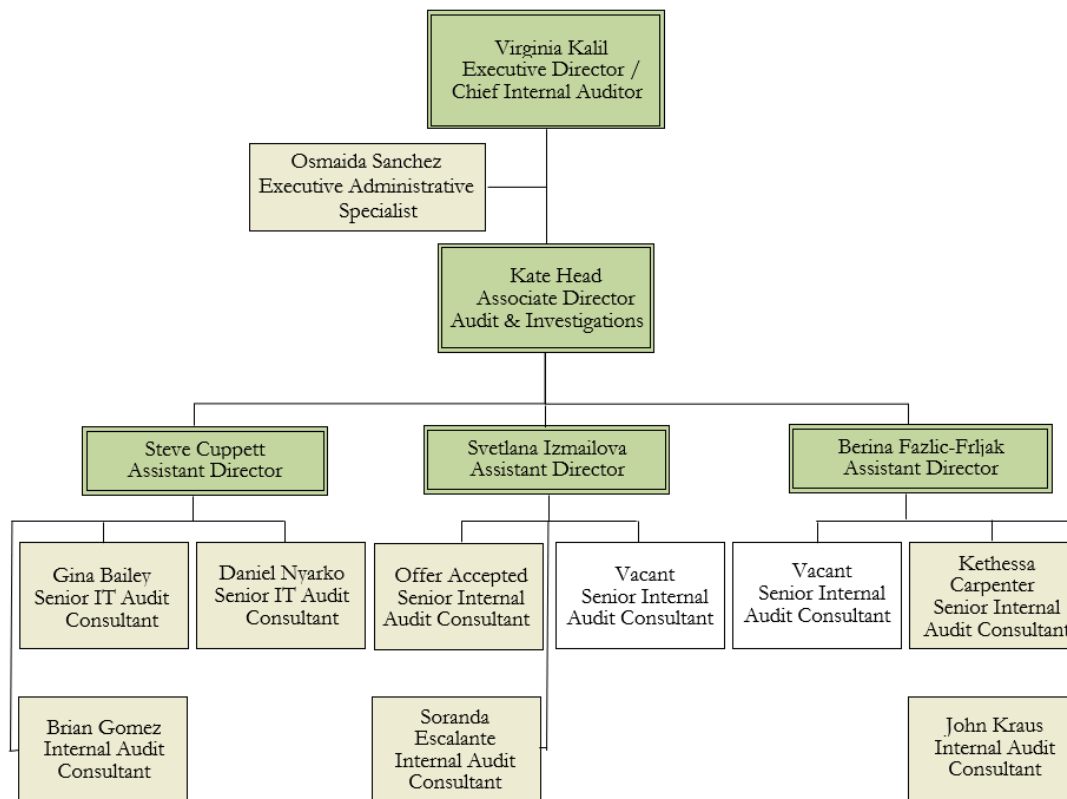 Virginia Kalil
Executive Director /
Chief Internal Auditor
Osmaida Sanchez
Executive Administrative
Specialist
Kate Head
Associate Director
Audit & Investigations
Steve Cuppett
Assistant Director
Svetlana Izmailova
Assistant Director
Berina Fazlic-Frljak
Assistant Director
Gina Bailey
Senior IT Audit
Consultant
Daniel Nyarko
Senior IT Audit
Consultant
Offer Accepted
Senior Internal
Audit Consultant
Vacant
Senior Internal
Audit Consultant
Vacant
Senior Internal
Audit Consultant
Kethessa
Carpenter
Senior Internal
Audit Consultant
Brian Gomez
Internal Audit
Consultant
Soranda
Escalante
Internal Audit
Consultant
John Kraus
Internal Audit
Consultant